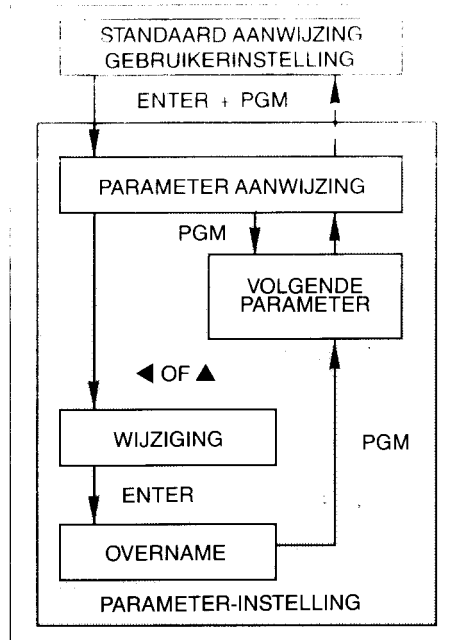 STANDAARD AANWIJZING
GEBRUIKERINSTELLING
ENTER + PGM
PARAMETER AANWIJZING
PGM
VOLGENDE
PARAMETER
◀ OF ▲
WIJZIGING
PGM
ENTER
OVERNAME
PARAMETER-INSTELLING